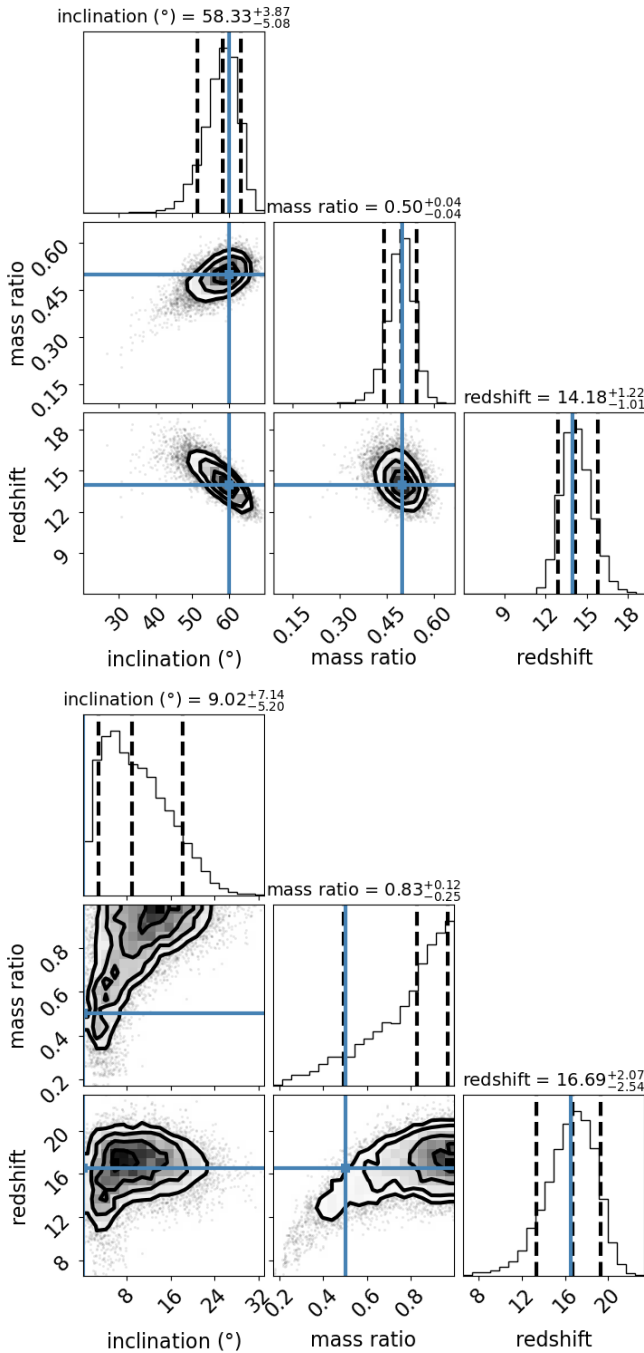 inclination (°) = 58.33 +3.87 −5.08
mass ratio = 0.50 +0.04 −0.04
mass ratio
0.60
0.45
0.30
0.15
redshift = 14.18 +1.22 −1.01
redshift
18
15
12
9
30 40 50 60
inclination (°)
0.15 0.30 0.45 0.60
mass ratio
9 12 15 18
redshift
inclination (°) = 9.02 +7.14 −5.20
mass ratio = 0.83 +0.12 −0.25
mass ratio
0.8
0.6
0.4
0.2
redshift = 16.69 +2.07 −2.54
redshift
20
16
12
8
8 16 24 32
inclination (°)
0.2 0.4 0.6 0.8
mass ratio
8 12 16 20
redshift